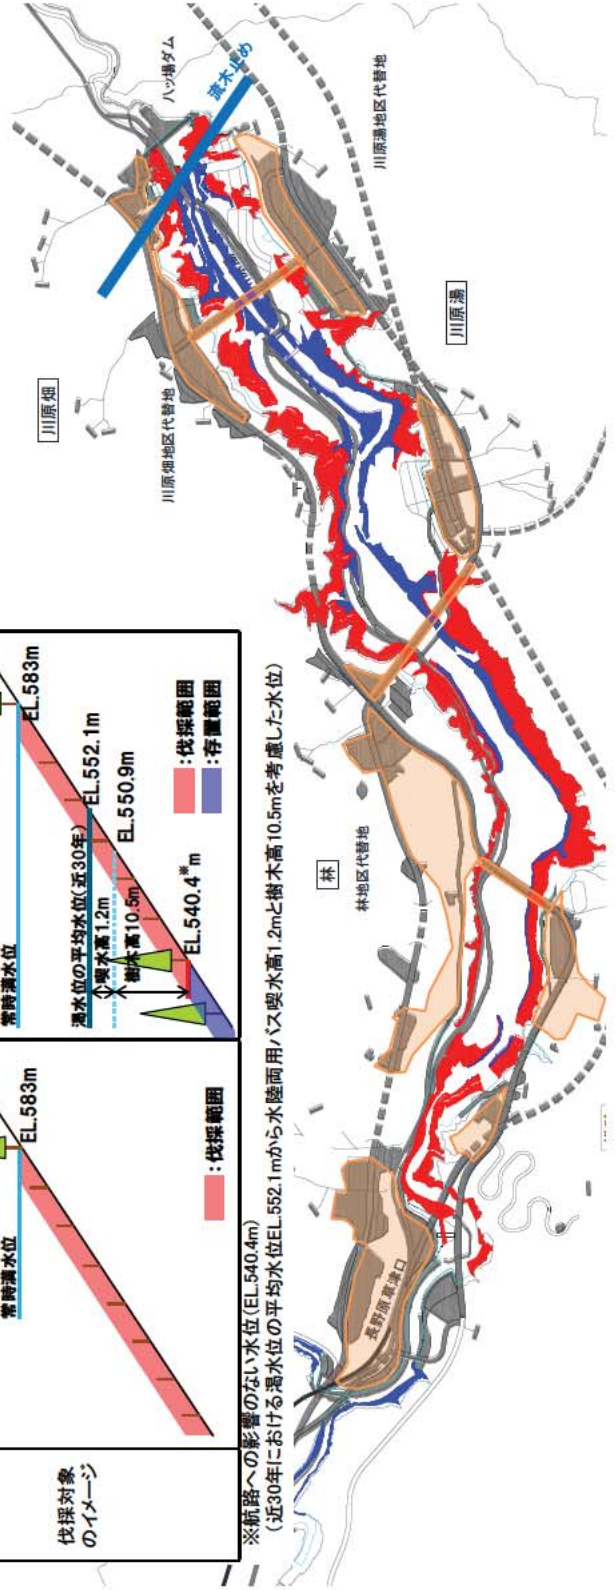 伐採対象
のイメージ
常時満水位
EL.583m
:伐採範囲
常時満水位
EL.583m
渇水位の平均水位(近30年)
EL.552.1m
喫水高1.2m
EL.550.9m
樹木高10.5m
EL.540.4※m
:伐採範囲
:存置範囲
※航路への影響のない水位(EL.540.4m)
(近30年における渇水位の平均水位EL.552.1mから水陸両用バス喫水高1.2mと樹木高10.5mを考慮した水位)
長野原草津口
林
林地区代替地
川原畑
川原畑地区代替地
川原湯
川原湯地区代替地
八ッ場ダム
流木止め